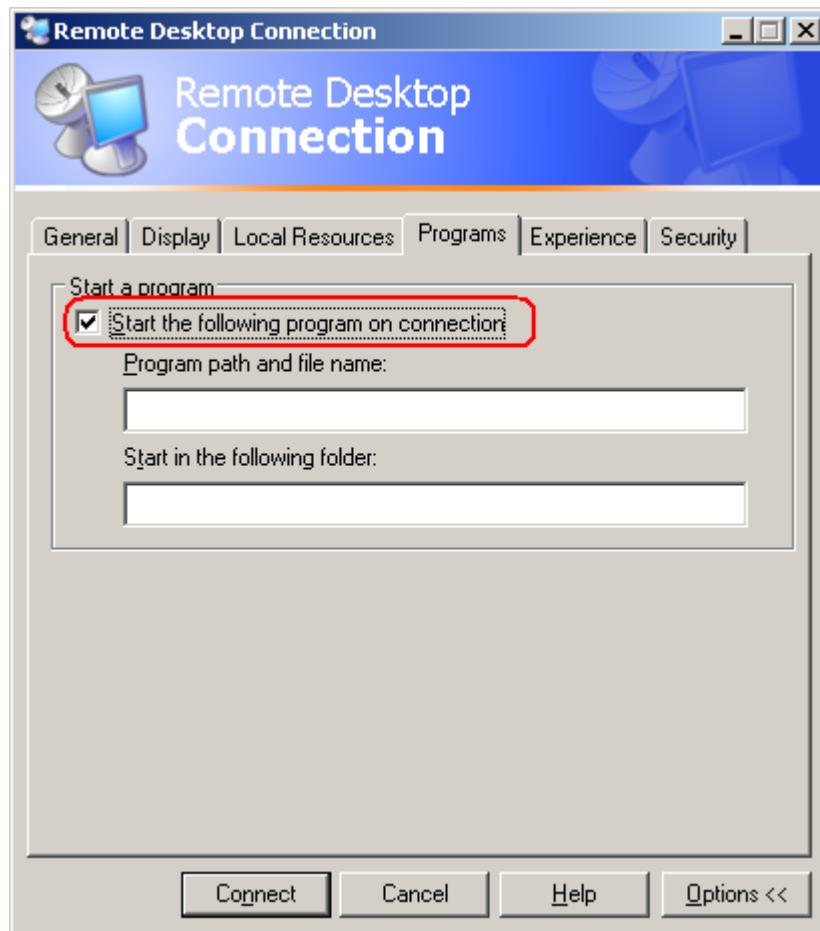 Remote Desktop Connection
Remote Desktop
Connection
General Display Local Resources Programs Experience Security
Start a program
Start the following program on connection
Program path and file name:
Start in the following folder:
Connect Cancel Help Options <<